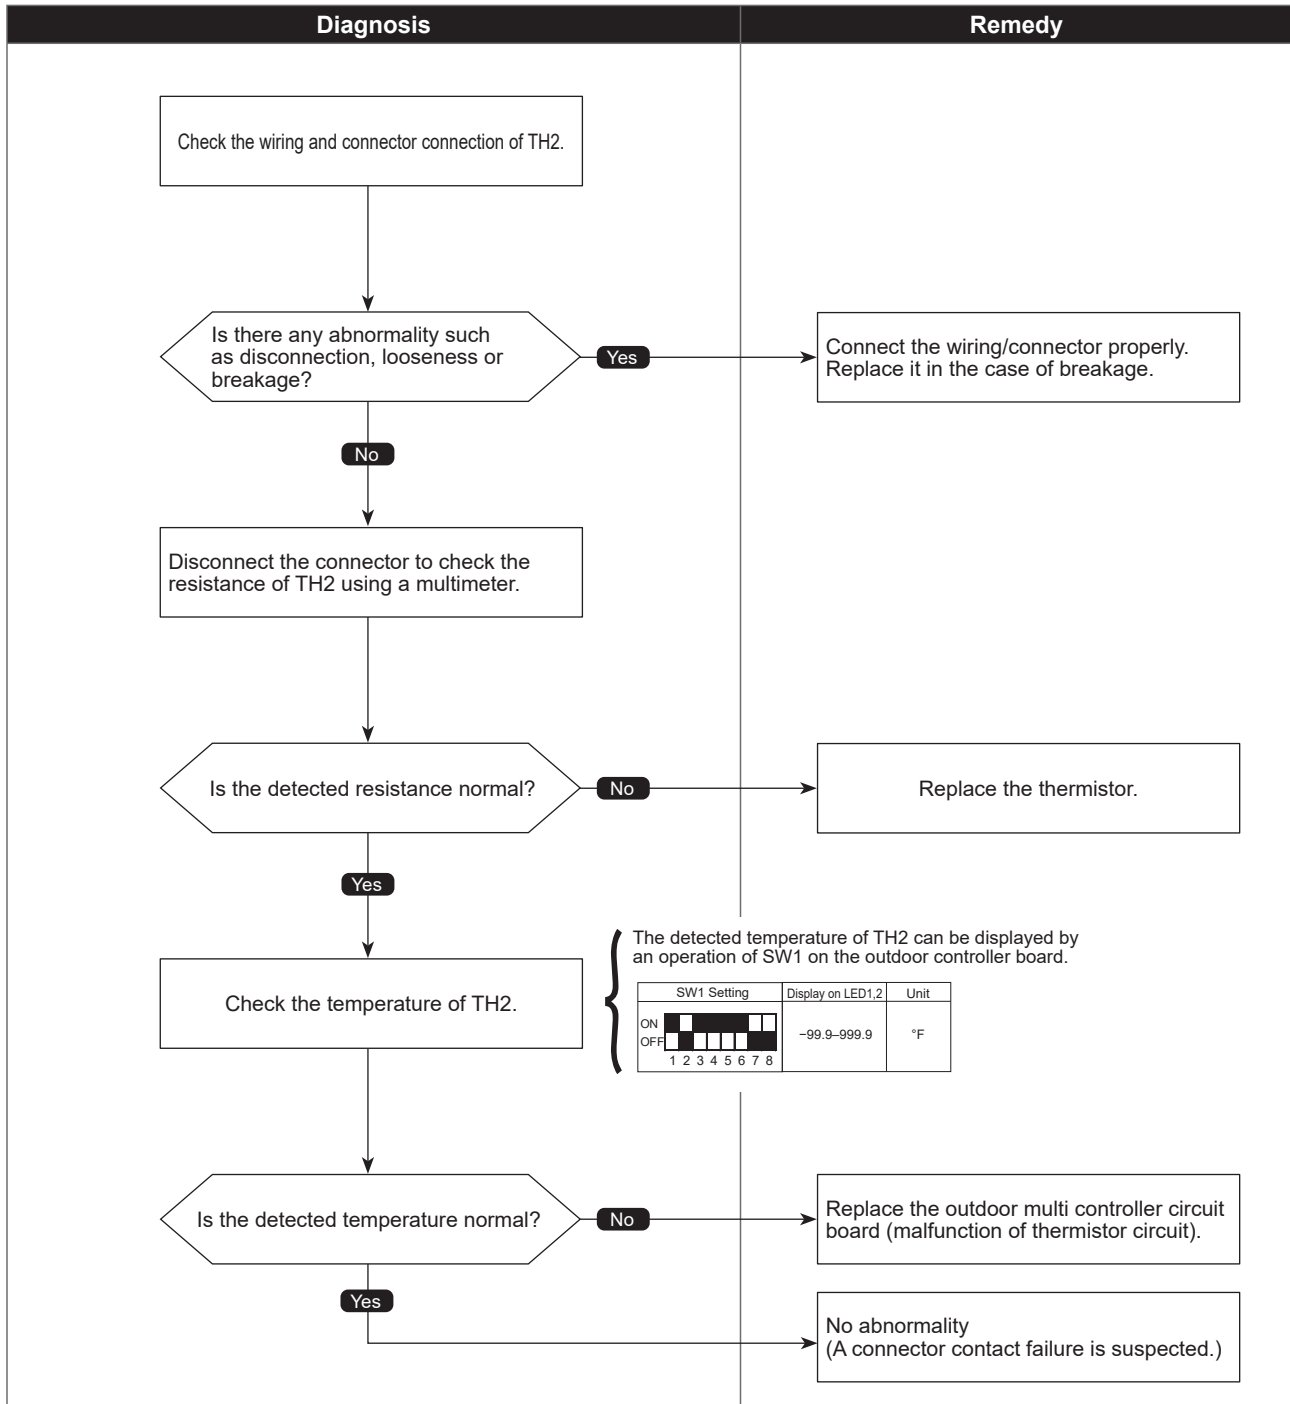 Diagnosis
Remedy
Check the wiring and connector connection of TH2.
Is there any abnormality such
as disconnection, looseness or
breakage?
Yes
Connect the wiring/connector properly.
Replace it in the case of breakage.
No
Disconnect the connector to check the
resistance of TH2 using a multimeter.
Is the detected resistance normal?
No
Replace the thermistor.
Yes
Check the temperature of TH2.
The detected temperature of TH2 can be displayed by
an operation of SW1 on the outdoor controller board.
SW1 Setting
Display on LED1,2
Unit
ON
OFF
1 2 3 4 5 6 7 8
−99.9–999.9
°F
Is the detected temperature normal?
No
Replace the outdoor multi controller circuit
board (malfunction of thermistor circuit).
Yes
No abnormality
(A connector contact failure is suspected.)